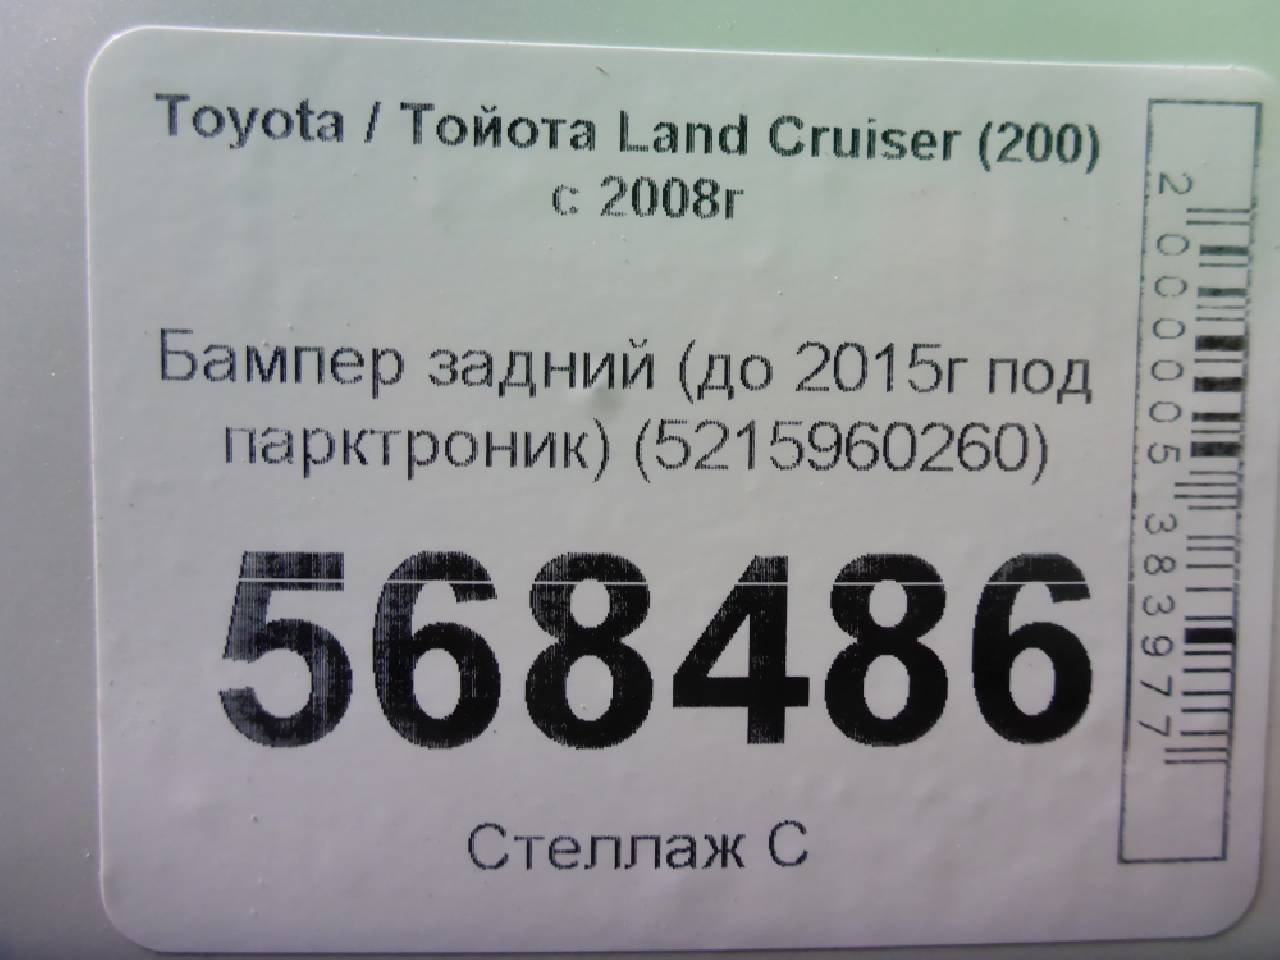 Toyota / Тойота Land Cruiser (200)
с 2008г
Бампер задний (до 2015г под
парктроник) (5215960260)
568486
Стеллаж С
2000005383977